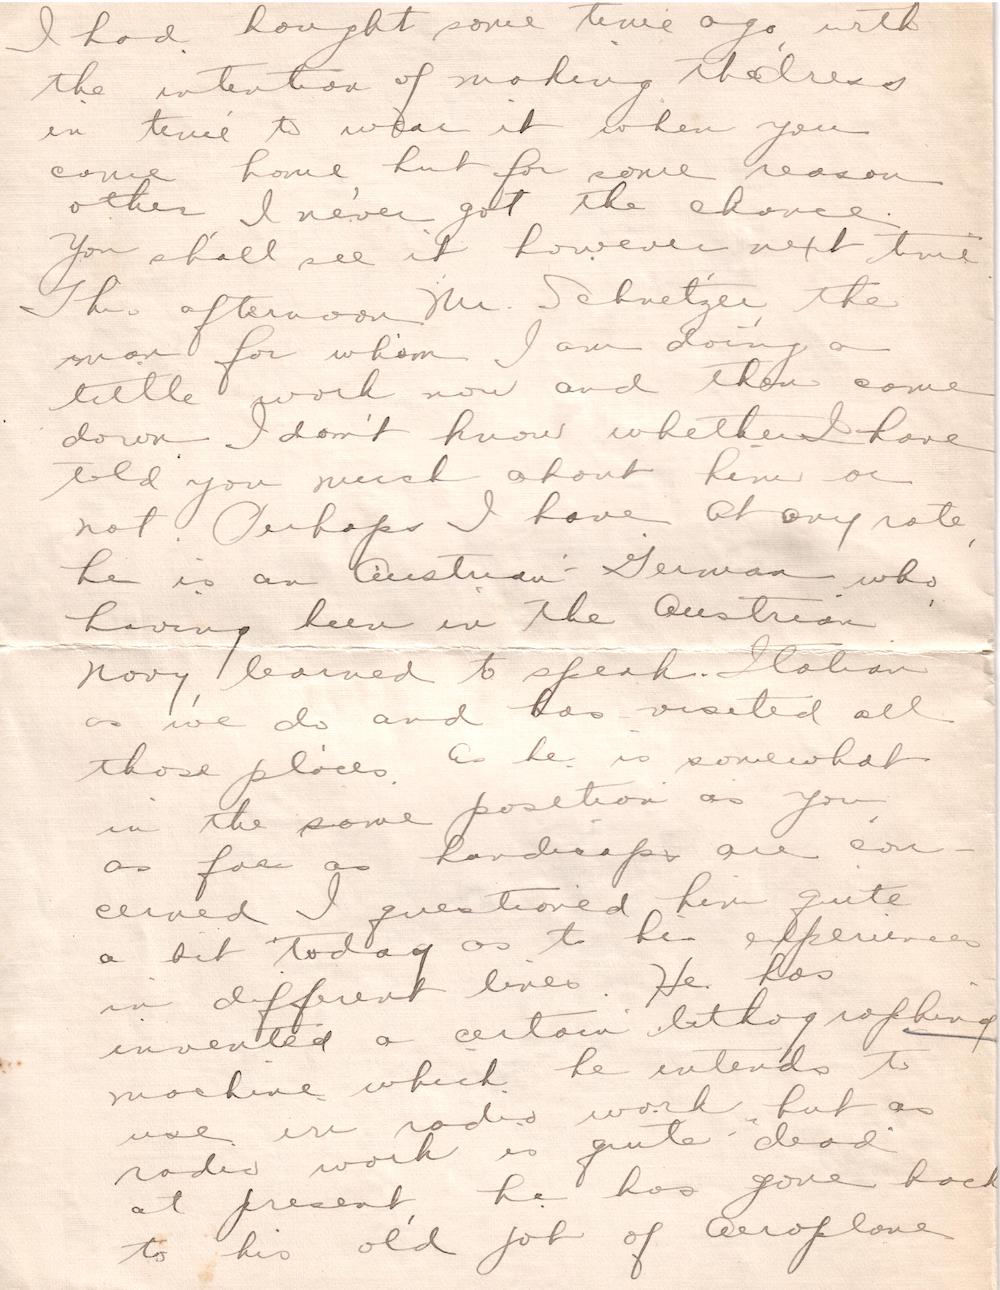 I had bought some time ago, with
the intention of making the dress
in time to wear it when you
come home but for some reason
other I never got the chance.
You shall see it however next time.
This afternoon Mr. Schnetzer, the
man for whom I am doing a
little work now and then came
down I don't know whether I have
told you much about him or
not. Perhaps I have At any rate,
he is an Austrian-German who,
having been in the Austrian
Navy, learned to speak Italian
as we do and has visited all
those places. As he is somewhat
in the same position as you
as far as handicaps are con-
cerned I questioned him quite
a bit today as to his experiences
in different lines. He has
invented a certain lithographing
machine which he intends to
use in radio work but as
radio work is quite "dead"
at present, he has gone back
to his old job of aeroplane